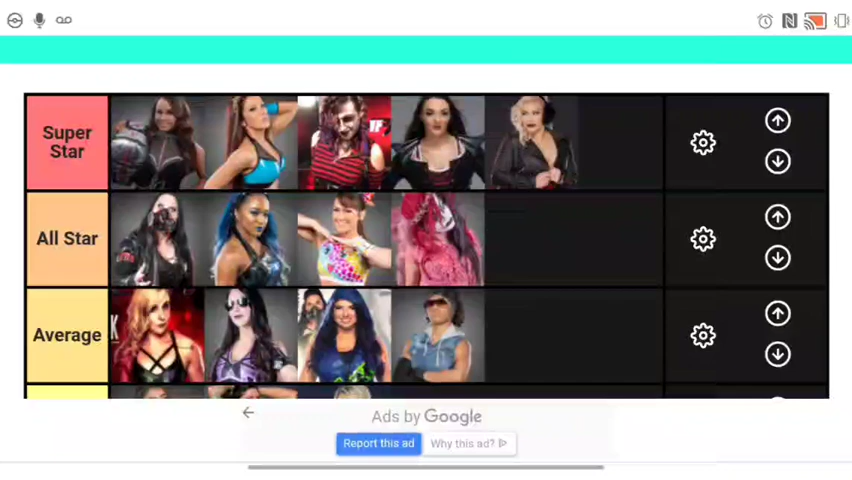 Super
Star
All Star
Average
Ads by Google
Report this ad
Why this ad?